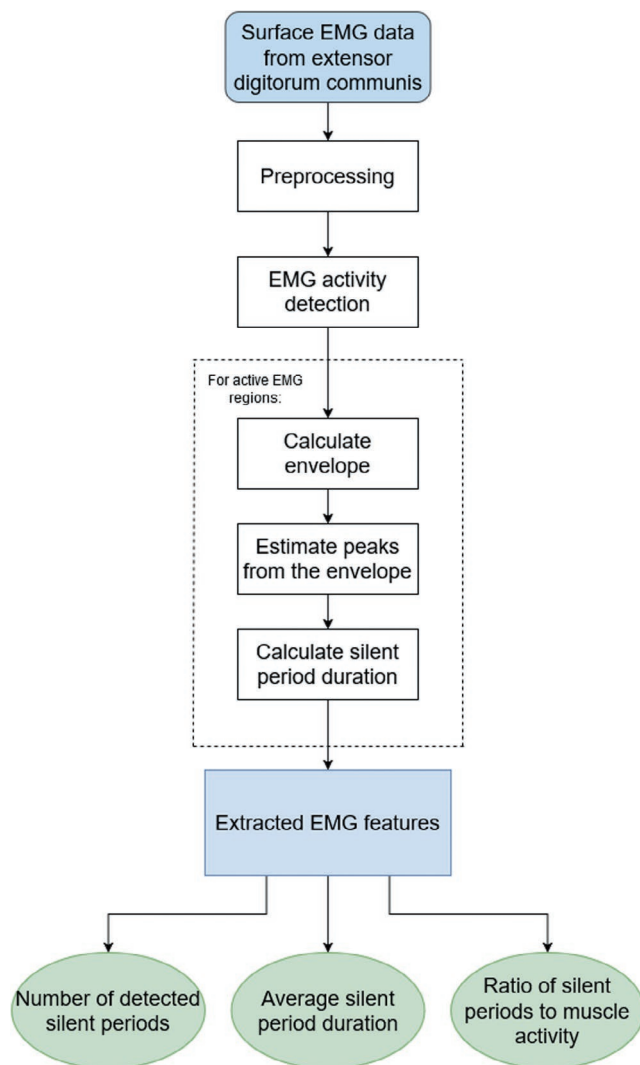 Surface EMG data
from extensor
digitorum communis
Preprocessing
EMG activity
detection
For active EMG
regions:
Calculate
envelope
Estimate peaks
from the envelope
Calculate silent
period duration
Extracted EMG features
Number of detected
silent periods
Average silent
period duration
Ratio of silent
periods to muscle
activity